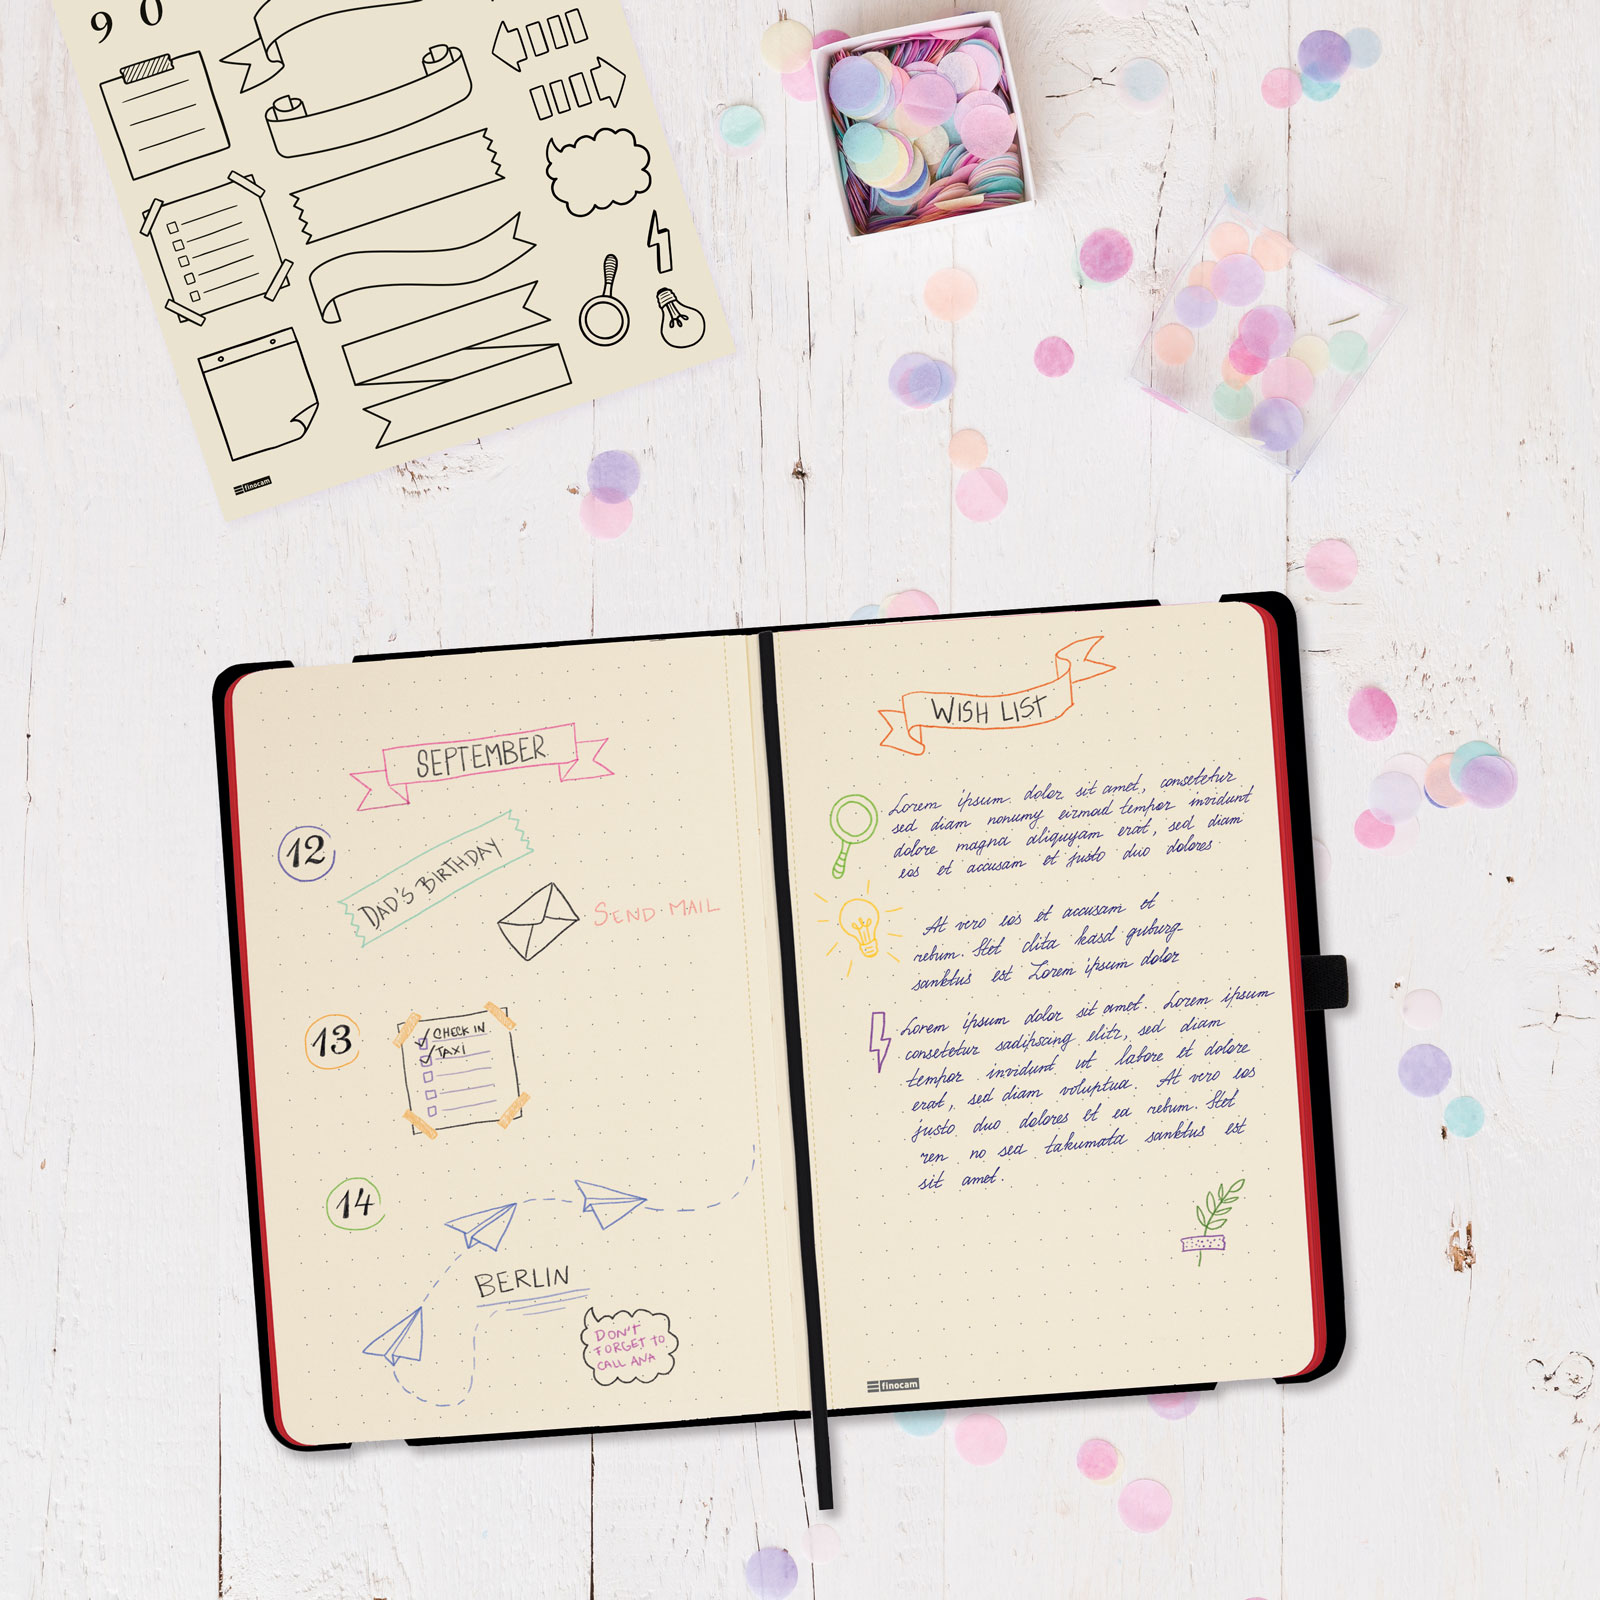 9 0
finocam
SEPTEMBER
12
DAD'S BIRTHDAY
SEND MAIL
13
CHECK IN
TAXI
14
BERLIN
DON'T
FORGET TO
CALL ANA
WISH LIST
Lorem ipsum dolor sit amet, consetetur
sed diam nonumy eirmod tempor invidunt
dolore magna aliquyam erat, sed diam
eos et accusam et justo duo dolores.
At vero eos et accusam et
rebum. Stet clita kasd guburg
sanktus est Lorem ipsum dolor
Lorem ipsum dolor sit amet. Lorem ipsum
consetetur sadipscing elitr, sed diam
tempor invidunt ut labore et dolore
erat, sed diam voluptua. At vero eos
justo duo dolores et ea rebum. Stet
ren no sea takumata sanktus est
sit amet.
finocam